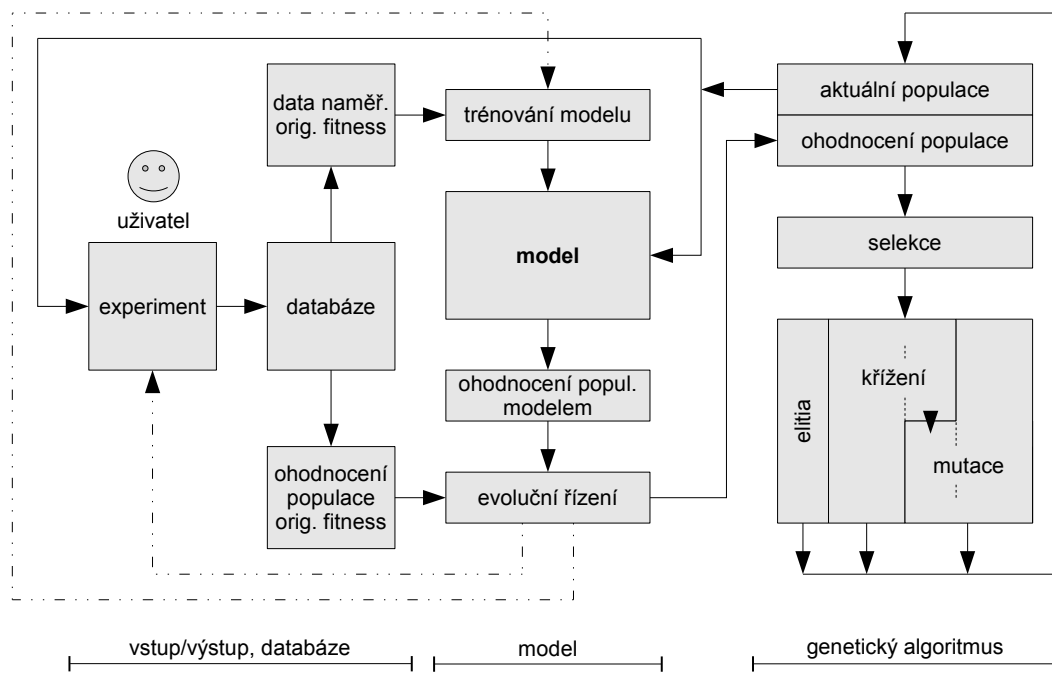 data naměř.
orig. fitness
trénování modelu
aktuální populace
ohodnocení populace
uživatel
experiment
databáze
model
selekce
ohodnocení popul.
modelem
elitia
křížení
mutace
ohodnocení
populace
orig. fitness
evoluční řízení
vstup/výstup, databáze
model
genetický algoritmus